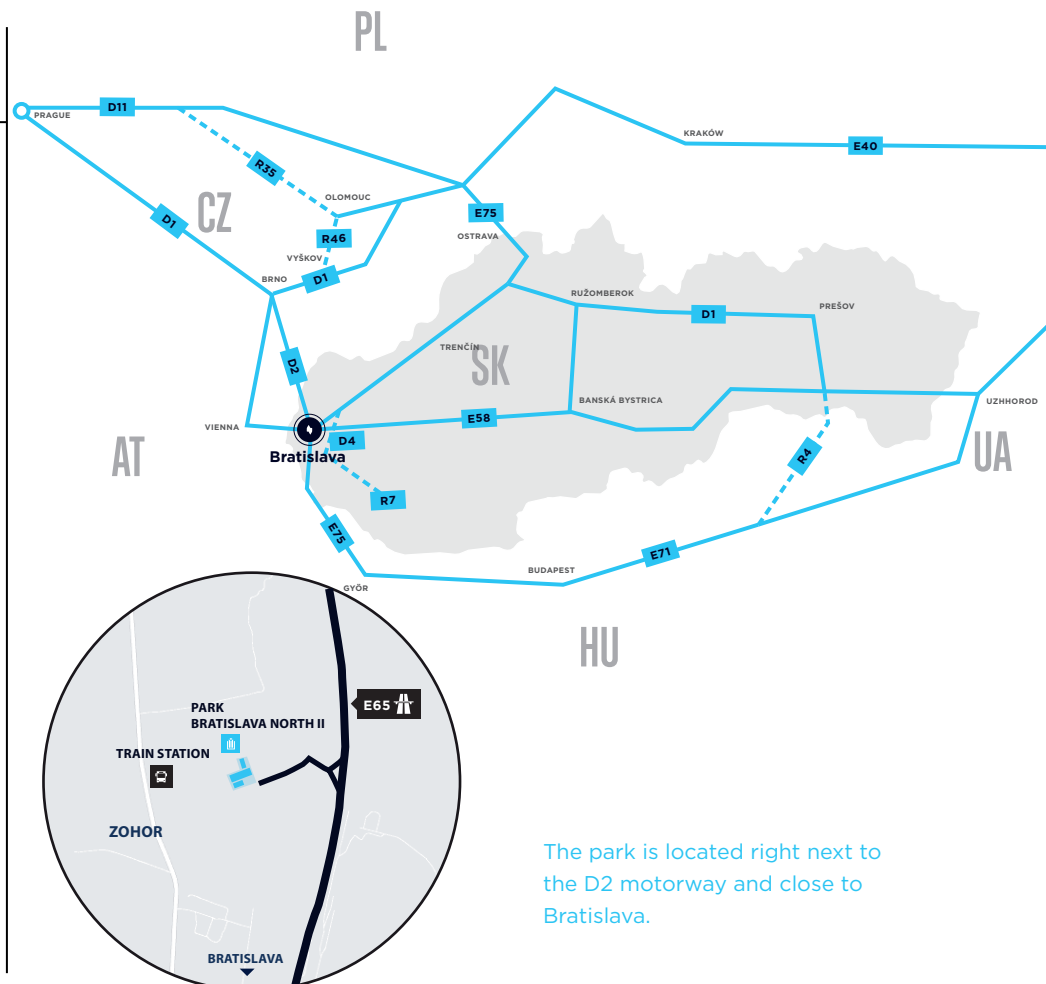 PL
D11
PRAGUE
KRAKÓW
E40
R35
OLOMOUC
CZ
D1
E75
OSTRAVA
R46
VYŠKOV
BRNO
D1
RUŽOMBEROK
D1
PREŠOV
TRENČÍN
SK
D2
BANSKÁ BYSTRICA
UZHHOROD
E58
VIENNA
D4
Bratislava
AT
UA
R4
R7
E75
E71
BUDAPEST
GYÖR
HU
E65
PARK
BRATISLAVA NORTH II
TRAIN STATION
ZOHOR
BRATISLAVA
The park is located right next to
the D2 motorway and close to
Bratislava.